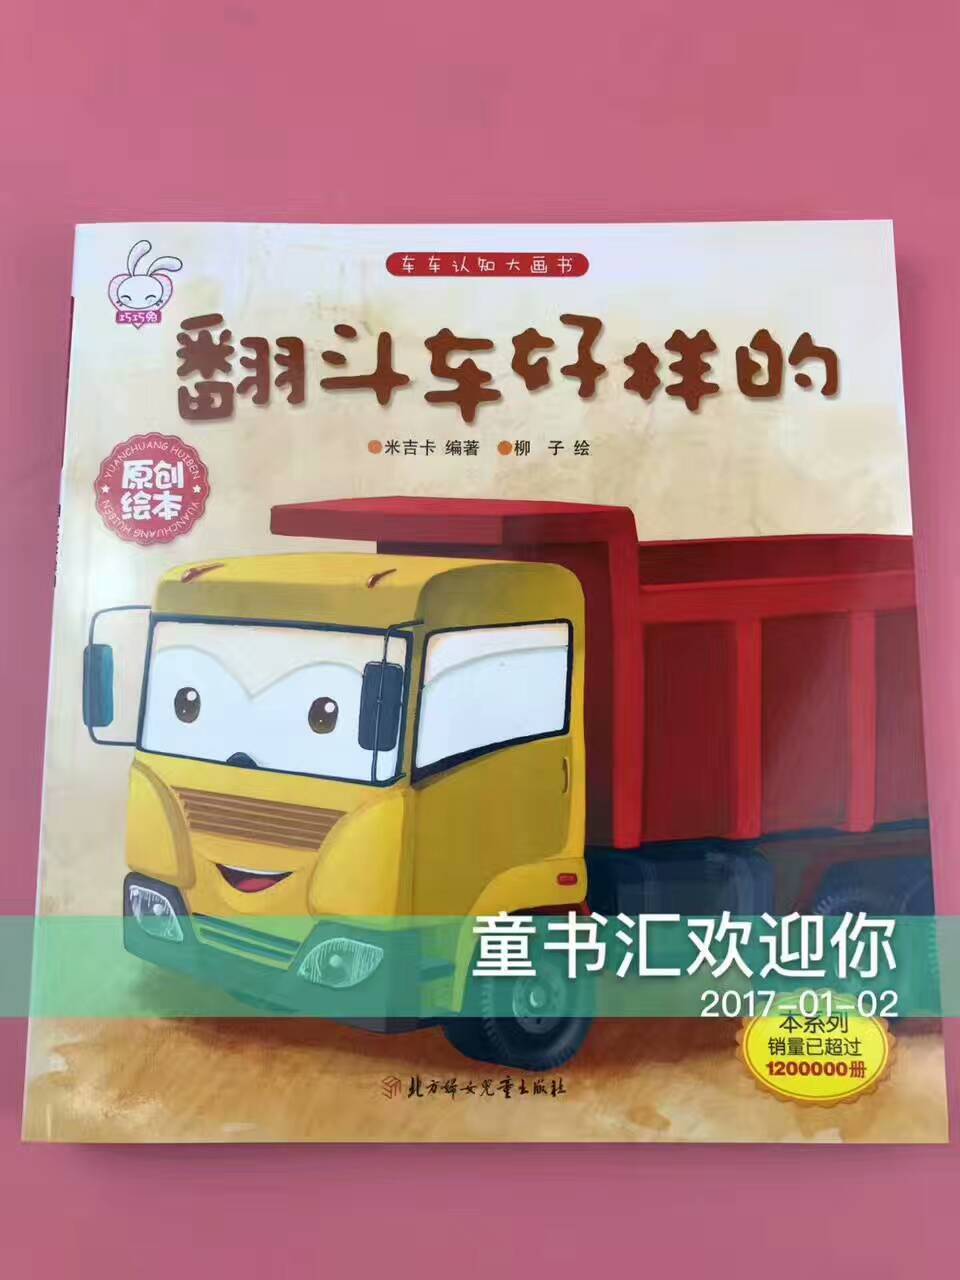 车车认知大画书
巧巧兔
翻斗车好样的
米吉卡 编著 柳 子 绘
YUANCHUANG HUIBEN
原创
绘本
YUANCHUANG HUIBEN
童书汇欢迎你
2017-01-02
本系列
销量已超过
1200000册
北方妇女儿童出版社